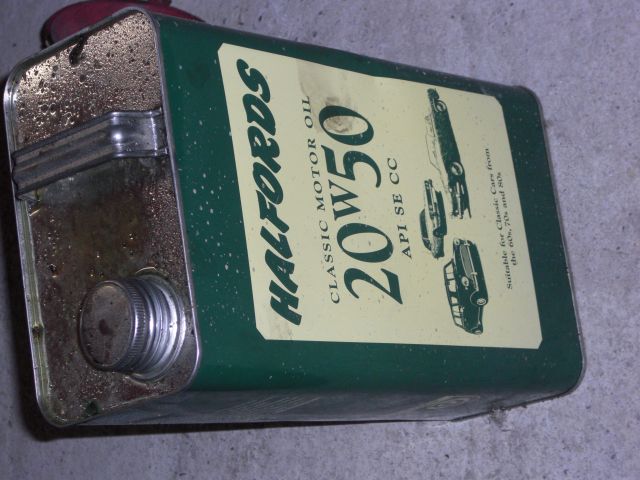 HALFORDS
CLASSIC MOTOR OIL
20W50
API SE CC
Suitable for Classic Cars from
the 60s, 70s and 80s